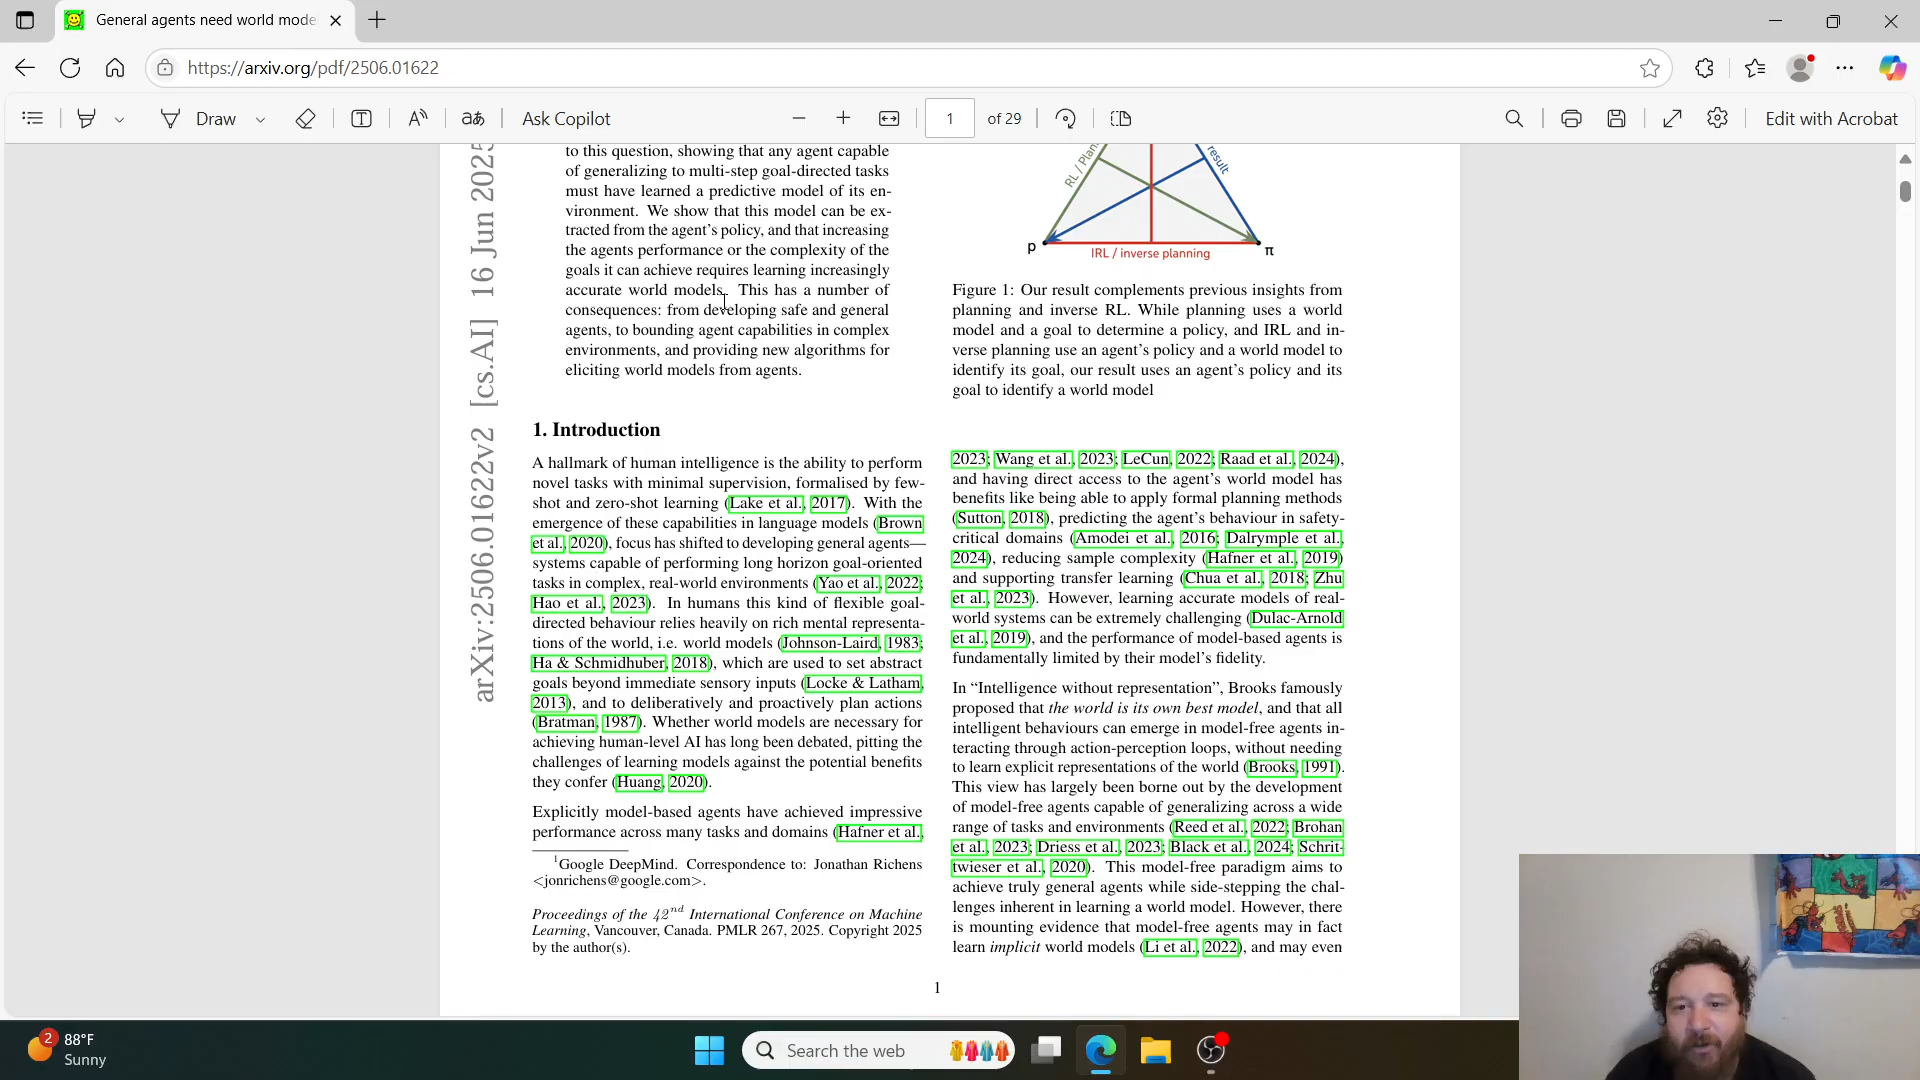 General agents need world mode
https://arxiv.org/pdf/2506.01622
Draw
Ask Copilot
1
of 29
Edit with Acrobat
arXiv:2506.01622v2 [cs.AI] 16 Jun 2025
to this question, showing that any agent capable
of generalizing to multi-step goal-directed tasks
must have learned a predictive model of its en-
vironment. We show that this model can be ex-
tracted from the agent's policy, and that increasing
the agents performance or the complexity of the
goals it can achieve requires learning increasingly
accurate world models. This has a number of
consequences: from developing safe and general
agents, to bounding agent capabilities in complex
environments, and providing new algorithms for
eliciting world models from agents.
1. Introduction
A hallmark of human intelligence is the ability to perform
novel tasks with minimal supervision, formalised by few-
shot and zero-shot learning (Lake et al., 2017). With the
emergence of these capabilities in language models (Brown
et al., 2020), focus has shifted to developing general agents—
systems capable of performing long horizon goal-oriented
tasks in complex, real-world environments (Yao et al., 2022;
Hao et al., 2023). In humans this kind of flexible goal-
directed behaviour relies heavily on rich mental representa-
tions of the world, i.e. world models (Johnson-Laird, 1983;
Ha & Schmidhuber, 2018), which are used to set abstract
goals beyond immediate sensory inputs (Locke & Latham,
2013), and to deliberatively and proactively plan actions
(Bratman, 1987). Whether world models are necessary for
achieving human-level AI has long been debated, pitting the
challenges of learning models against the potential benefits
they confer (Huang, 2020).
Explicitly model-based agents have achieved impressive
performance across many tasks and domains (Hafner et al.,
1Google DeepMind. Correspondence to: Jonathan Richens
<jonrichens@google.com>.
Proceedings of the 42nd International Conference on Machine
Learning, Vancouver, Canada. PMLR 267, 2025. Copyright 2025
by the author(s).
RL / Plan
result
p
π
IRL / inverse planning
Figure 1: Our result complements previous insights from
planning and inverse RL. While planning uses a world
model and a goal to determine a policy, and IRL and in-
verse planning use an agent's policy and a world model to
identify its goal, our result uses an agent's policy and its
goal to identify a world model
2023; Wang et al., 2023; LeCun, 2022; Raad et al., 2024),
and having direct access to the agent's world model has
benefits like being able to apply formal planning methods
(Sutton, 2018), predicting the agent's behaviour in safety-
critical domains (Amodei et al., 2016; Dalrymple et al.,
2024), reducing sample complexity (Hafner et al., 2019)
and supporting transfer learning (Chua et al., 2018; Zhu
et al., 2023). However, learning accurate models of real-
world systems can be extremely challenging (Dulac-Arnold
et al., 2019), and the performance of model-based agents is
fundamentally limited by their model's fidelity.
In “Intelligence without representation”, Brooks famously
proposed that the world is its own best model, and that all
intelligent behaviours can emerge in model-free agents in-
teracting through action-perception loops, without needing
to learn explicit representations of the world (Brooks, 1991).
This view has largely been borne out by the development
of model-free agents capable of generalizing across a wide
range of tasks and environments (Reed et al., 2022; Brohan
et al., 2023; Driess et al., 2023; Black et al., 2024; Schrit-
twieser et al., 2020). This model-free paradigm aims to
achieve truly general agents while side-stepping the chal-
lenges inherent in learning a world model. However, there
is mounting evidence that model-free agents may in fact
learn implicit world models (Li et al., 2022), and may even
1
2
88°F
Sunny
Search the web